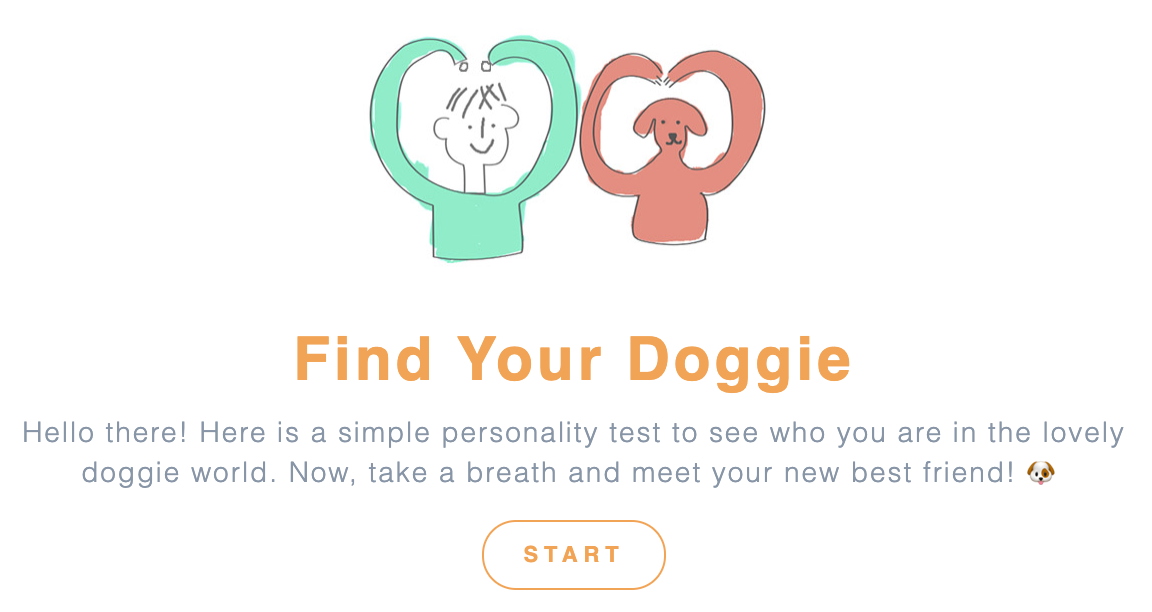 Find Your Doggie
Hello there! Here is a simple personality test to see who you are in the lovely
doggie world. Now, take a breath and meet your new best friend! 🐶
START